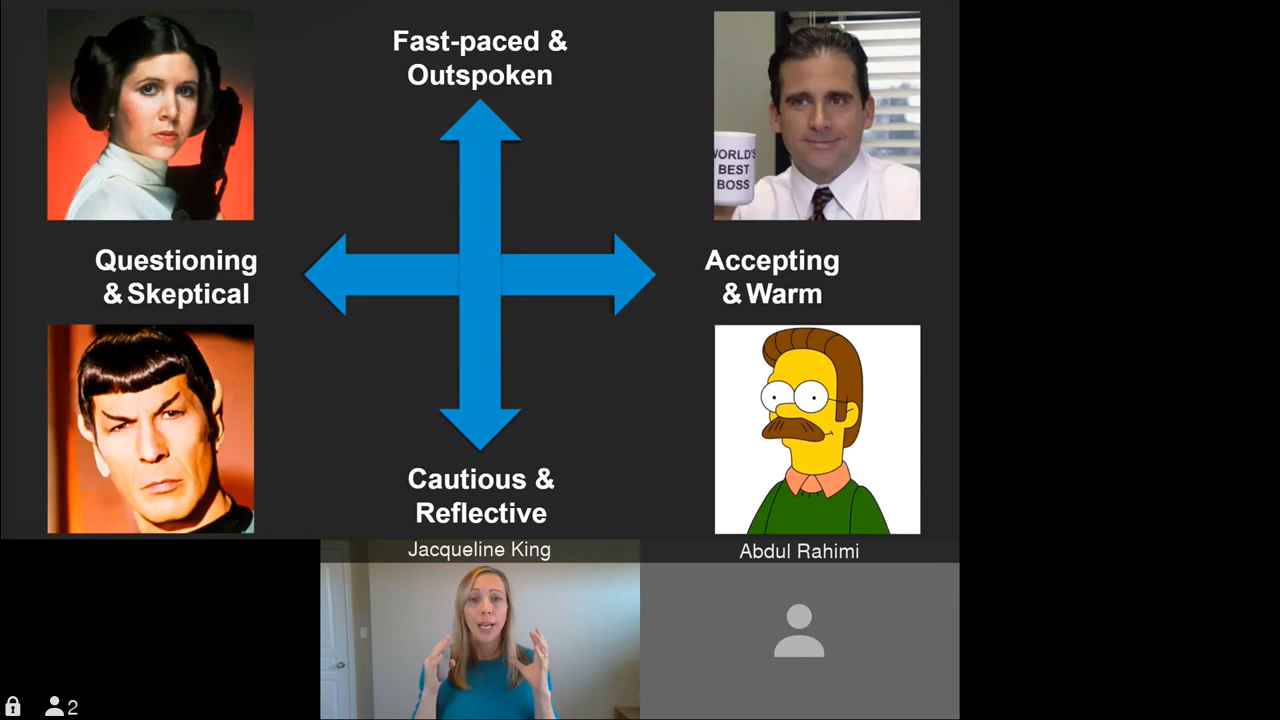 Fast-paced &
Outspoken
WORLD'S
BEST
BOSS
Questioning
& Skeptical
Accepting
& Warm
Cautious &
Reflective
Jacqueline King
Abdul Rahimi
2